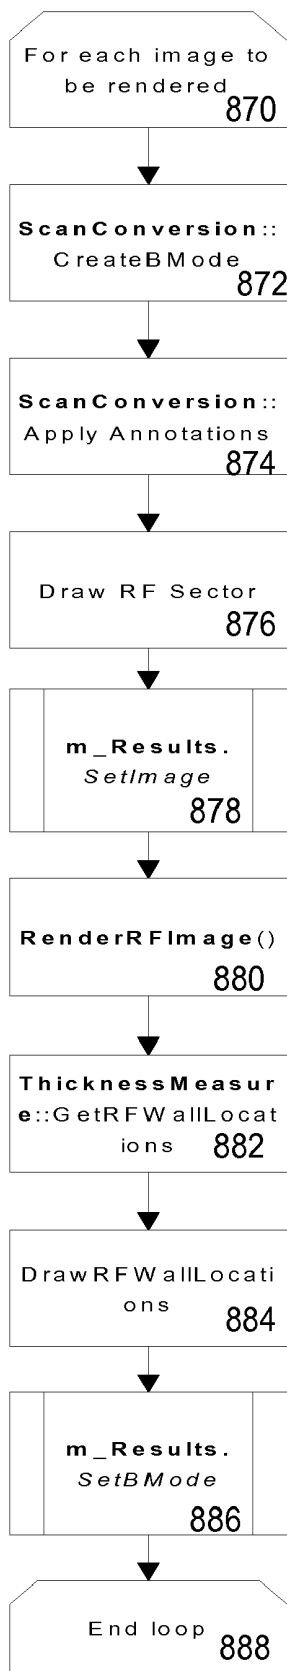 For each image to
be rendered
870
ScanConversion::
CreateBMode
872
ScanConversion::
Apply Annotations
874
Draw RF Sector
876
m_Results.
SetImage
878
RenderRFImage()
880
ThicknessMeasur
e::GetRFWallLocat
ions 882
DrawRFWallLocati
ons
884
m_Results.
SetBMode
886
End loop
888